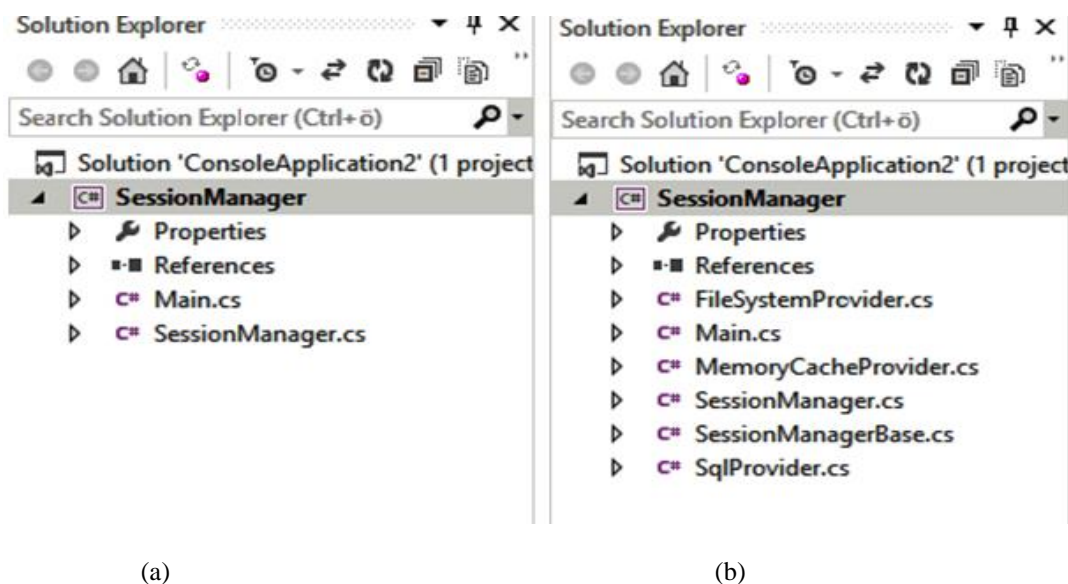 Solution Explorer
Search Solution Explorer (Ctrl+ö)
Solution 'ConsoleApplication2' (1 project
C# SessionManager
Properties
References
C# Main.cs
C# SessionManager.cs
(a)
Solution Explorer
Search Solution Explorer (Ctrl+ö)
Solution 'ConsoleApplication2' (1 project
C# SessionManager
Properties
References
C# FileSystemProvider.cs
C# Main.cs
C# MemoryCacheProvider.cs
C# SessionManager.cs
C# SessionManagerBase.cs
C# SqlProvider.cs
(b)